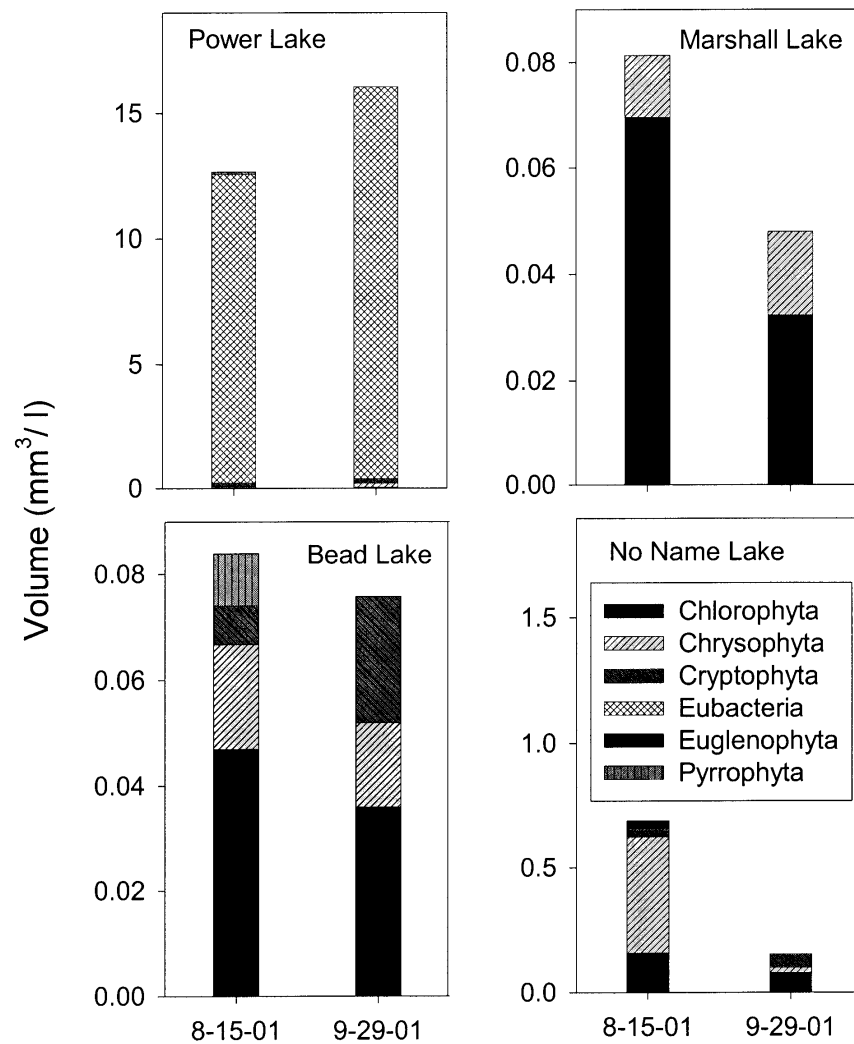 Volume (mm³/ l)
Power Lake
15
10
5
0
Marshall Lake
0.08
0.06
0.04
0.02
0.00
Bead Lake
0.08
0.06
0.04
0.02
0.00
8-15-01 9-29-01
No Name Lake
Chlorophyta
Chrysophyta
Cryptophyta
Eubacteria
Euglenophyta
Pyrrophyta
1.5
1.0
0.5
0.0
8-15-01 9-29-01